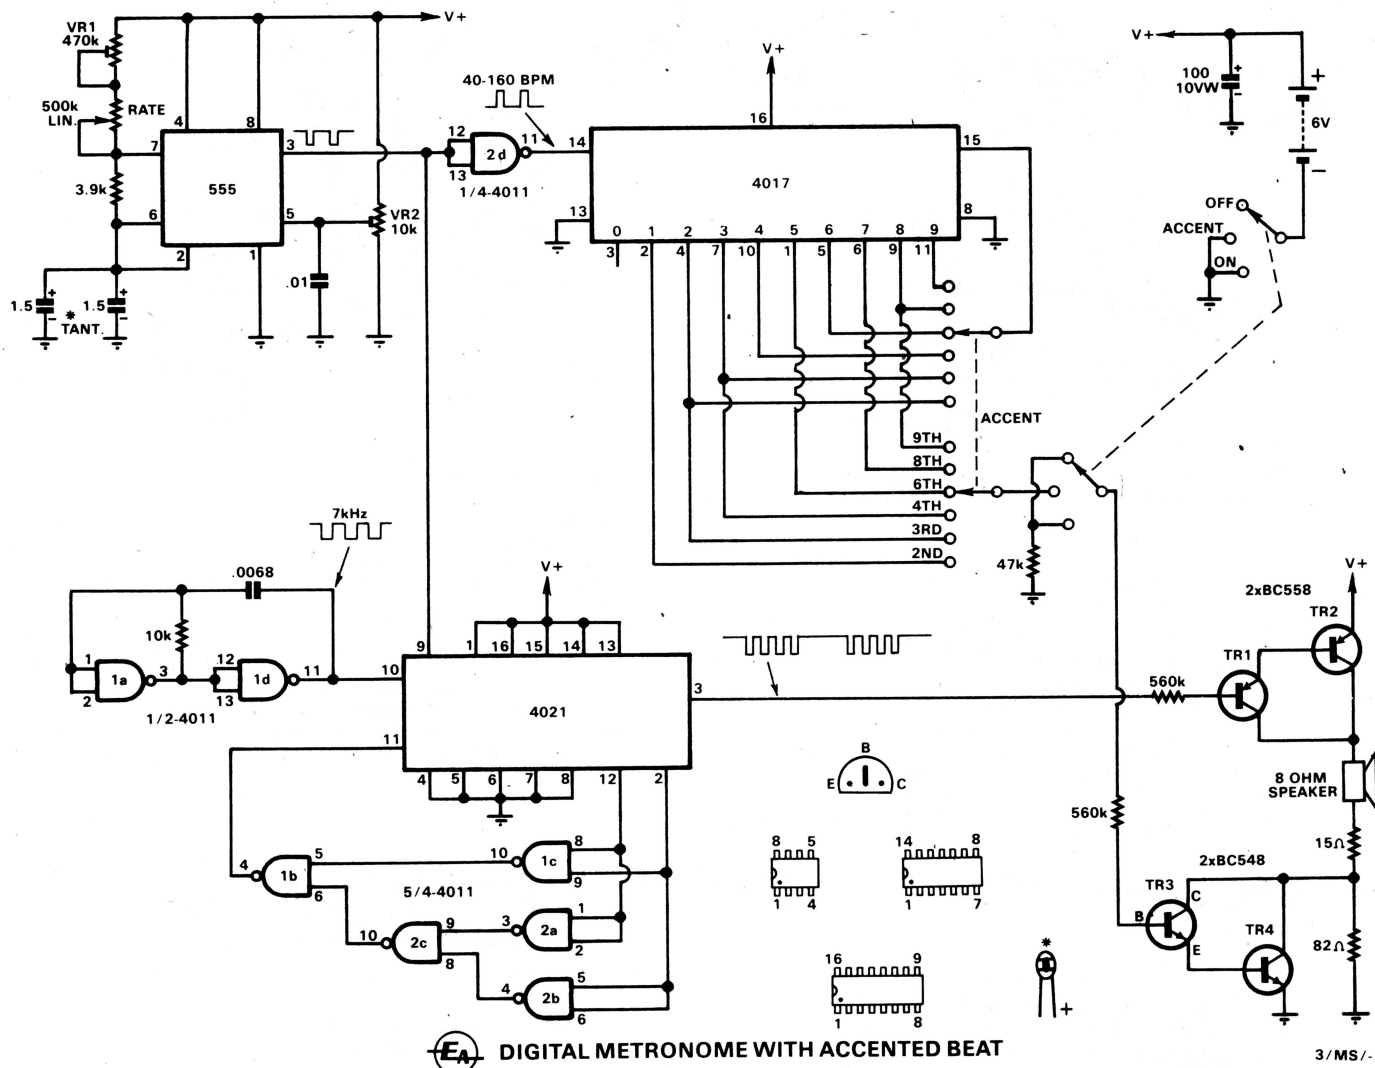 VR1
470k
V+
500k
LIN.
RATE
4
8
7
3
3.9k
555
6
5
2
1
VR2
10k
.01
1.5
+
-
*
TANT.
1.5
+
-
40-160 BPM
12
13
2d
11
1/4-4011
14
V+
16
15
4017
13
8
0
1
2
3
4
5
6
7
8
9
3
2
4
7
10
1
5
6
9
11
ACCENT
9TH
8TH
6TH
4TH
3RD
2ND
V+
100
10VW
+
-
+
6V
-
OFF
ACCENT
ON
47k
7kHz
.0068
10k
1
2
1a
3
12
13
1d
11
1/2-4011
V+
9
1
16
15
14
13
10
4021
3
11
4
5
6
7
8
12
2
4
1b
5
6
10
1c
8
9
5/4-4011
10
2c
9
8
3
2a
1
2
4
2b
5
6
560k
2xBC558
V+
TR2
TR1
8 OHM
SPEAKER
15Ω
82Ω
560k
2xBC548
TR3
B
C
E
TR4
B
E
C
8
5
1
4
14
8
1
7
16
9
1
8
*
+
EA DIGITAL METRONOME WITH ACCENTED BEAT
3/MS/-